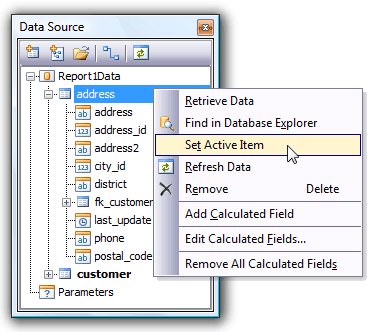 Data Source
Report1Data
address
address
address_id
address2
city_id
district
fk_customer
last_update
phone
postal_code
customer
Parameters
Retrieve Data
Find in Database Explorer
Set Active Item
Refresh Data
Remove Delete
Add Calculated Field
Edit Calculated Fields...
Remove All Calculated Fields